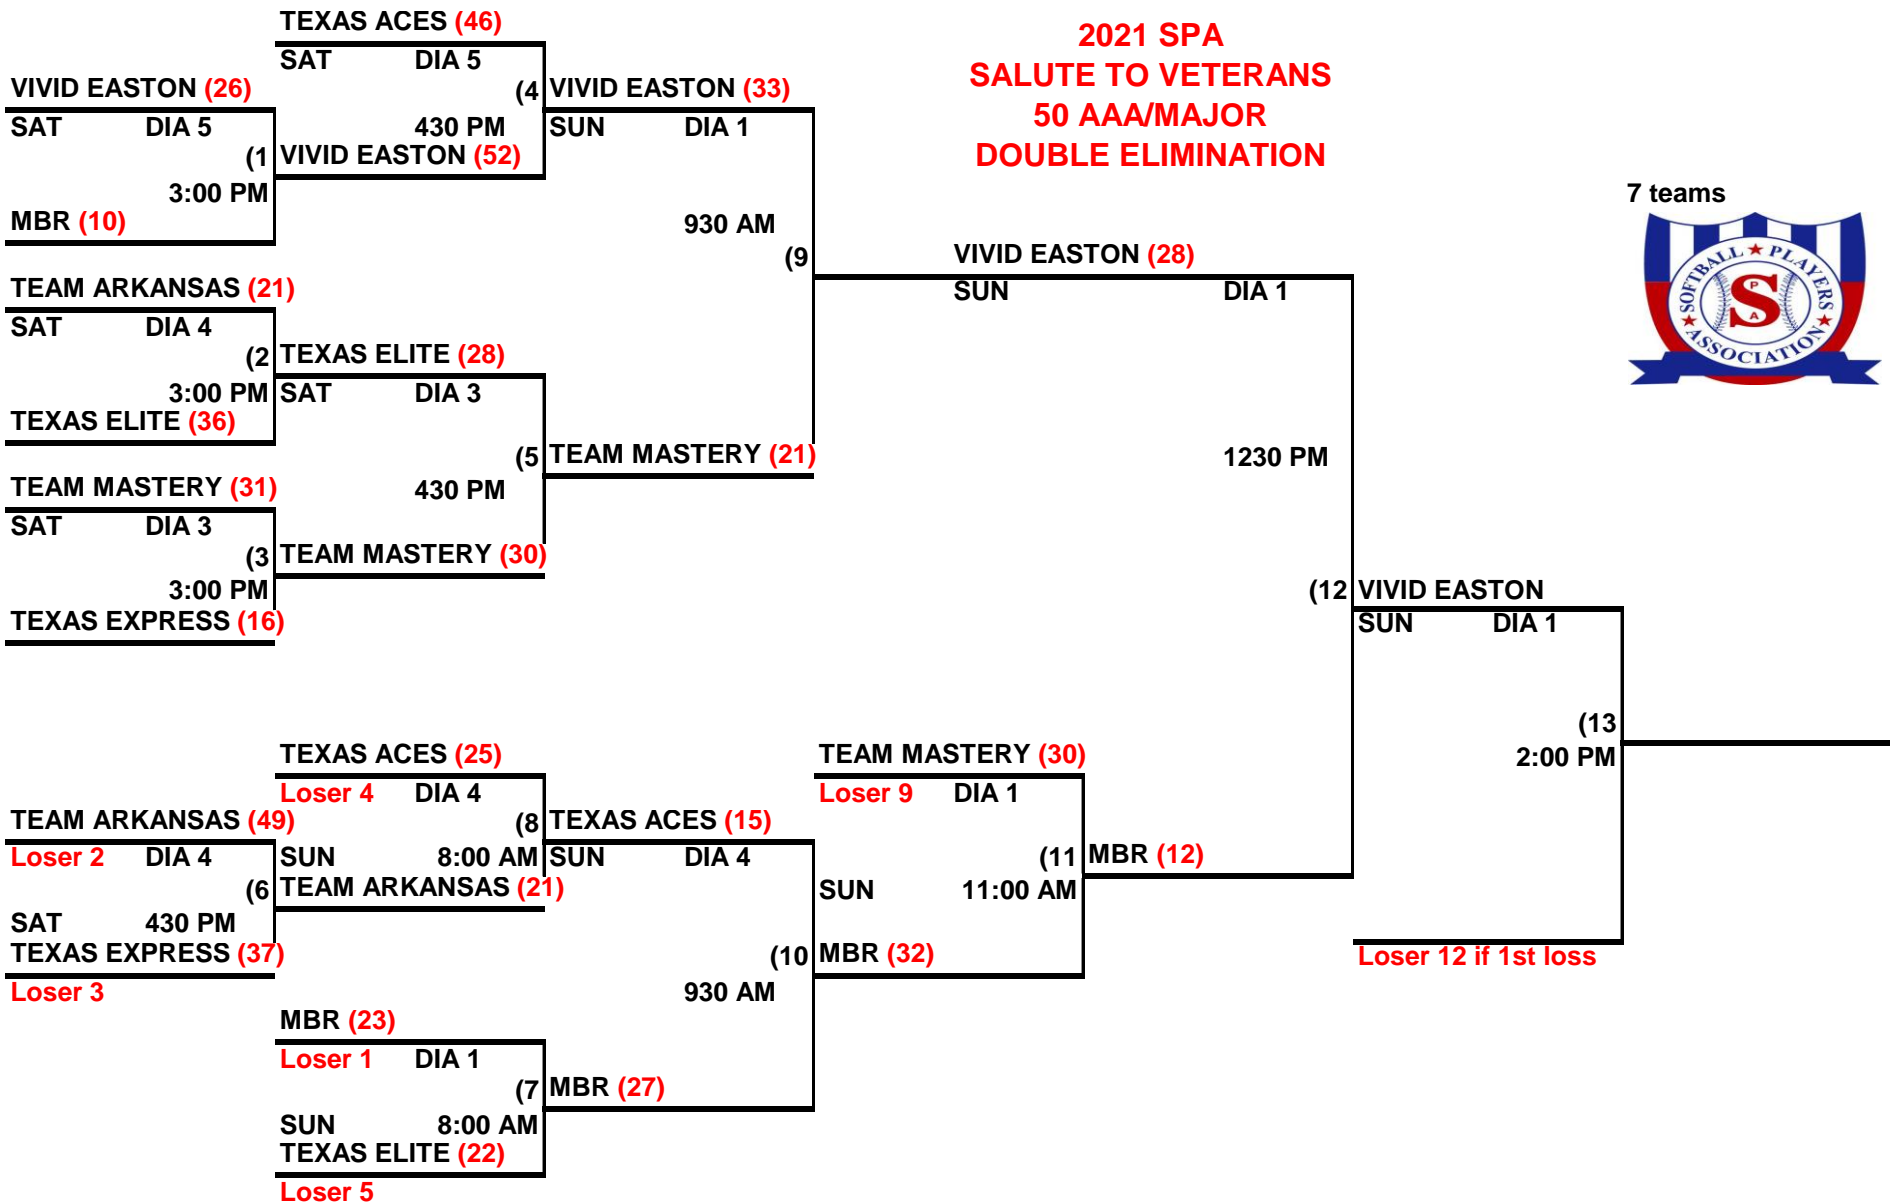 2021 SPA
SALUTE TO VETERANS
50 AAA/MAJOR
DOUBLE ELIMINATION
7 teams
SOFTBALL ★ PLAYERS ★ ASSOCIATION ★
S
P
A
TEXAS ACES (46)
SAT DIA 5
(4
430 PM
VIVID EASTON (26)
SAT DIA 5
(1
3:00 PM
MBR (10)
VIVID EASTON (52)
VIVID EASTON (33)
SUN DIA 1
930 AM
(9
TEAM ARKANSAS (21)
SAT DIA 4
(2
3:00 PM
TEXAS ELITE (36)
TEXAS ELITE (28)
SAT DIA 3
(5
430 PM
TEAM MASTERY (21)
TEAM MASTERY (31)
SAT DIA 3
(3
3:00 PM
TEXAS EXPRESS (16)
TEAM MASTERY (30)
VIVID EASTON (28)
SUN DIA 1
1230 PM
(12
VIVID EASTON
SUN DIA 1
(13
2:00 PM
Loser 12 if 1st loss
TEXAS ACES (25)
Loser 4 DIA 4
(8
SUN 8:00 AM
TEAM ARKANSAS (21)
TEAM ARKANSAS (49)
Loser 2 DIA 4
(6
SAT 430 PM
TEXAS EXPRESS (37)
Loser 3
TEXAS ACES (15)
SUN DIA 4
(10
930 AM
MBR (23)
Loser 1 DIA 1
(7
SUN 8:00 AM
TEXAS ELITE (22)
Loser 5
MBR (27)
TEAM MASTERY (30)
Loser 9 DIA 1
(11
SUN 11:00 AM
MBR (32)
MBR (12)